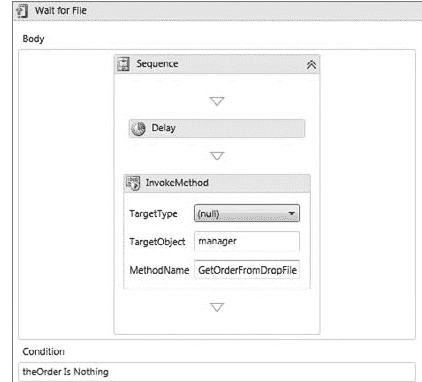 Wait for File
Body
Sequence
Delay
InvokeMethod
TargetType (null)
TargetObject manager
MethodName GetOrderFromDropFile
Condition
theOrder Is Nothing